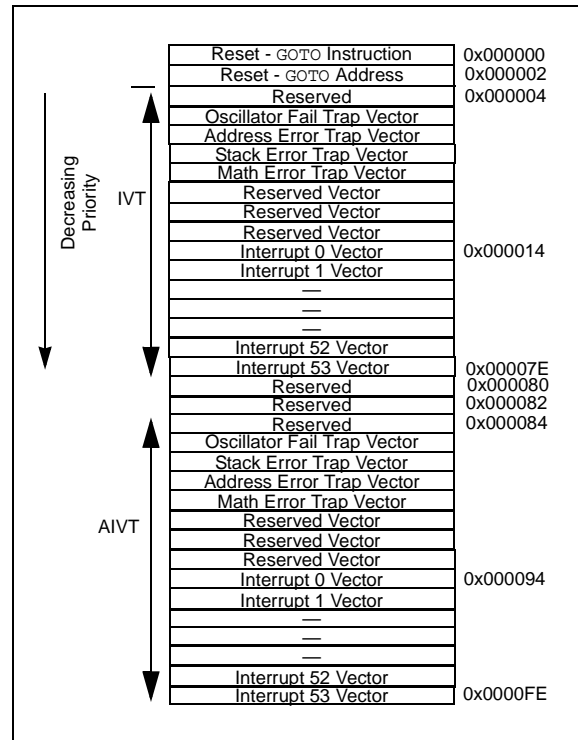 Reset - GOTO Instruction 0x000000
Reset - GOTO Address 0x000002
Reserved 0x000004
Oscillator Fail Trap Vector
Address Error Trap Vector
Stack Error Trap Vector
Math Error Trap Vector
Reserved Vector
Reserved Vector
Reserved Vector
Interrupt 0 Vector 0x000014
Interrupt 1 Vector
—
—
—
Interrupt 52 Vector
Interrupt 53 Vector 0x00007E
Reserved 0x000080
Reserved 0x000082
Reserved 0x000084
Oscillator Fail Trap Vector
Stack Error Trap Vector
Address Error Trap Vector
Math Error Trap Vector
Reserved Vector
Reserved Vector
Reserved Vector
Interrupt 0 Vector 0x000094
Interrupt 1 Vector
—
—
—
Interrupt 52 Vector
Interrupt 53 Vector 0x0000FE
Decreasing
Priority
IVT
AIVT